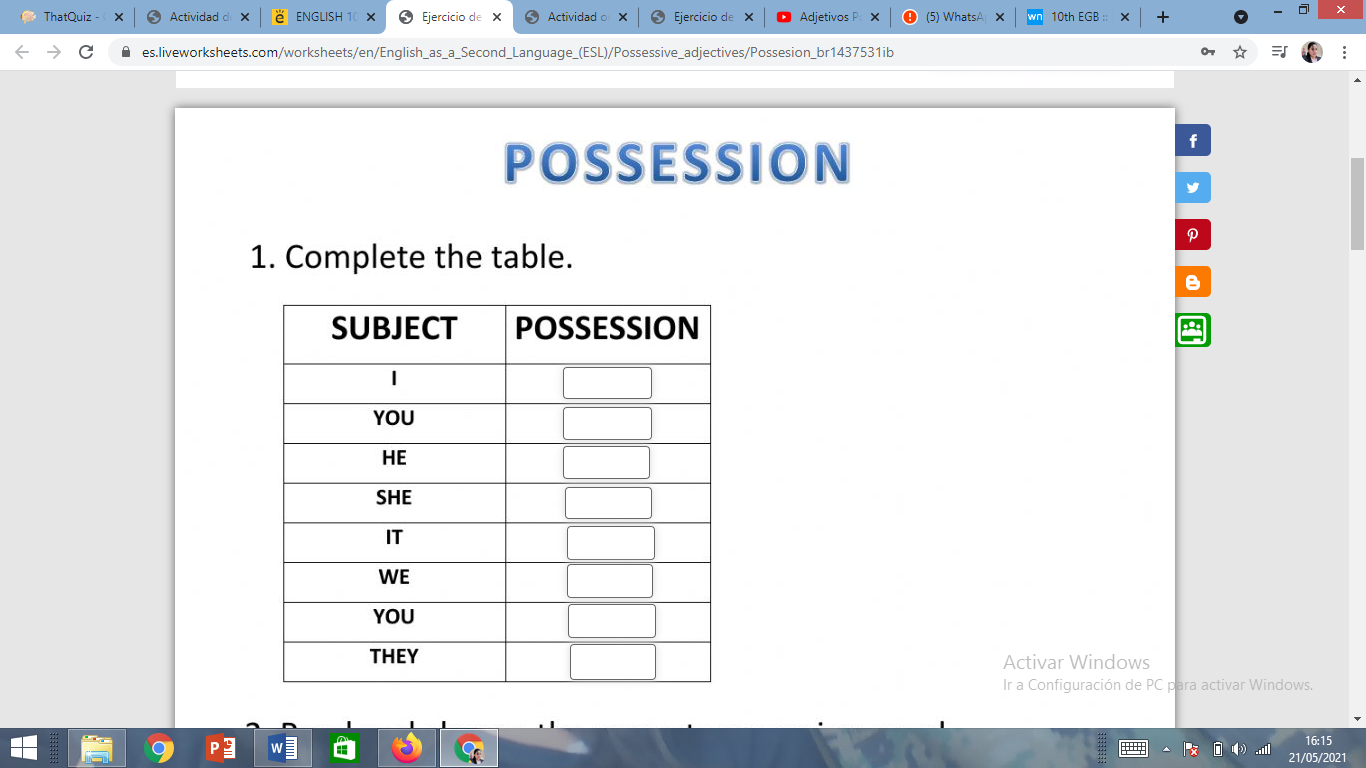 ThatQuiz - C
Actividad d
ENGLISH 10
Ejercicio de
Actividad o
Ejercicio de
Adjetivos P
(5) WhatsA
10th EGB ::
es.liveworksheets.com/worksheets/en/English_as_a_Second_Language_(ESL)/Possessive_adjectives/Possesion_br1437531ib
POSSESSION
1. Complete the table.
SUBJECT POSSESSION
I
YOU
HE
SHE
IT
WE
YOU
THEY
Activar Windows
Ir a Configuración de PC para activar Windows.
16:15
21/05/2021